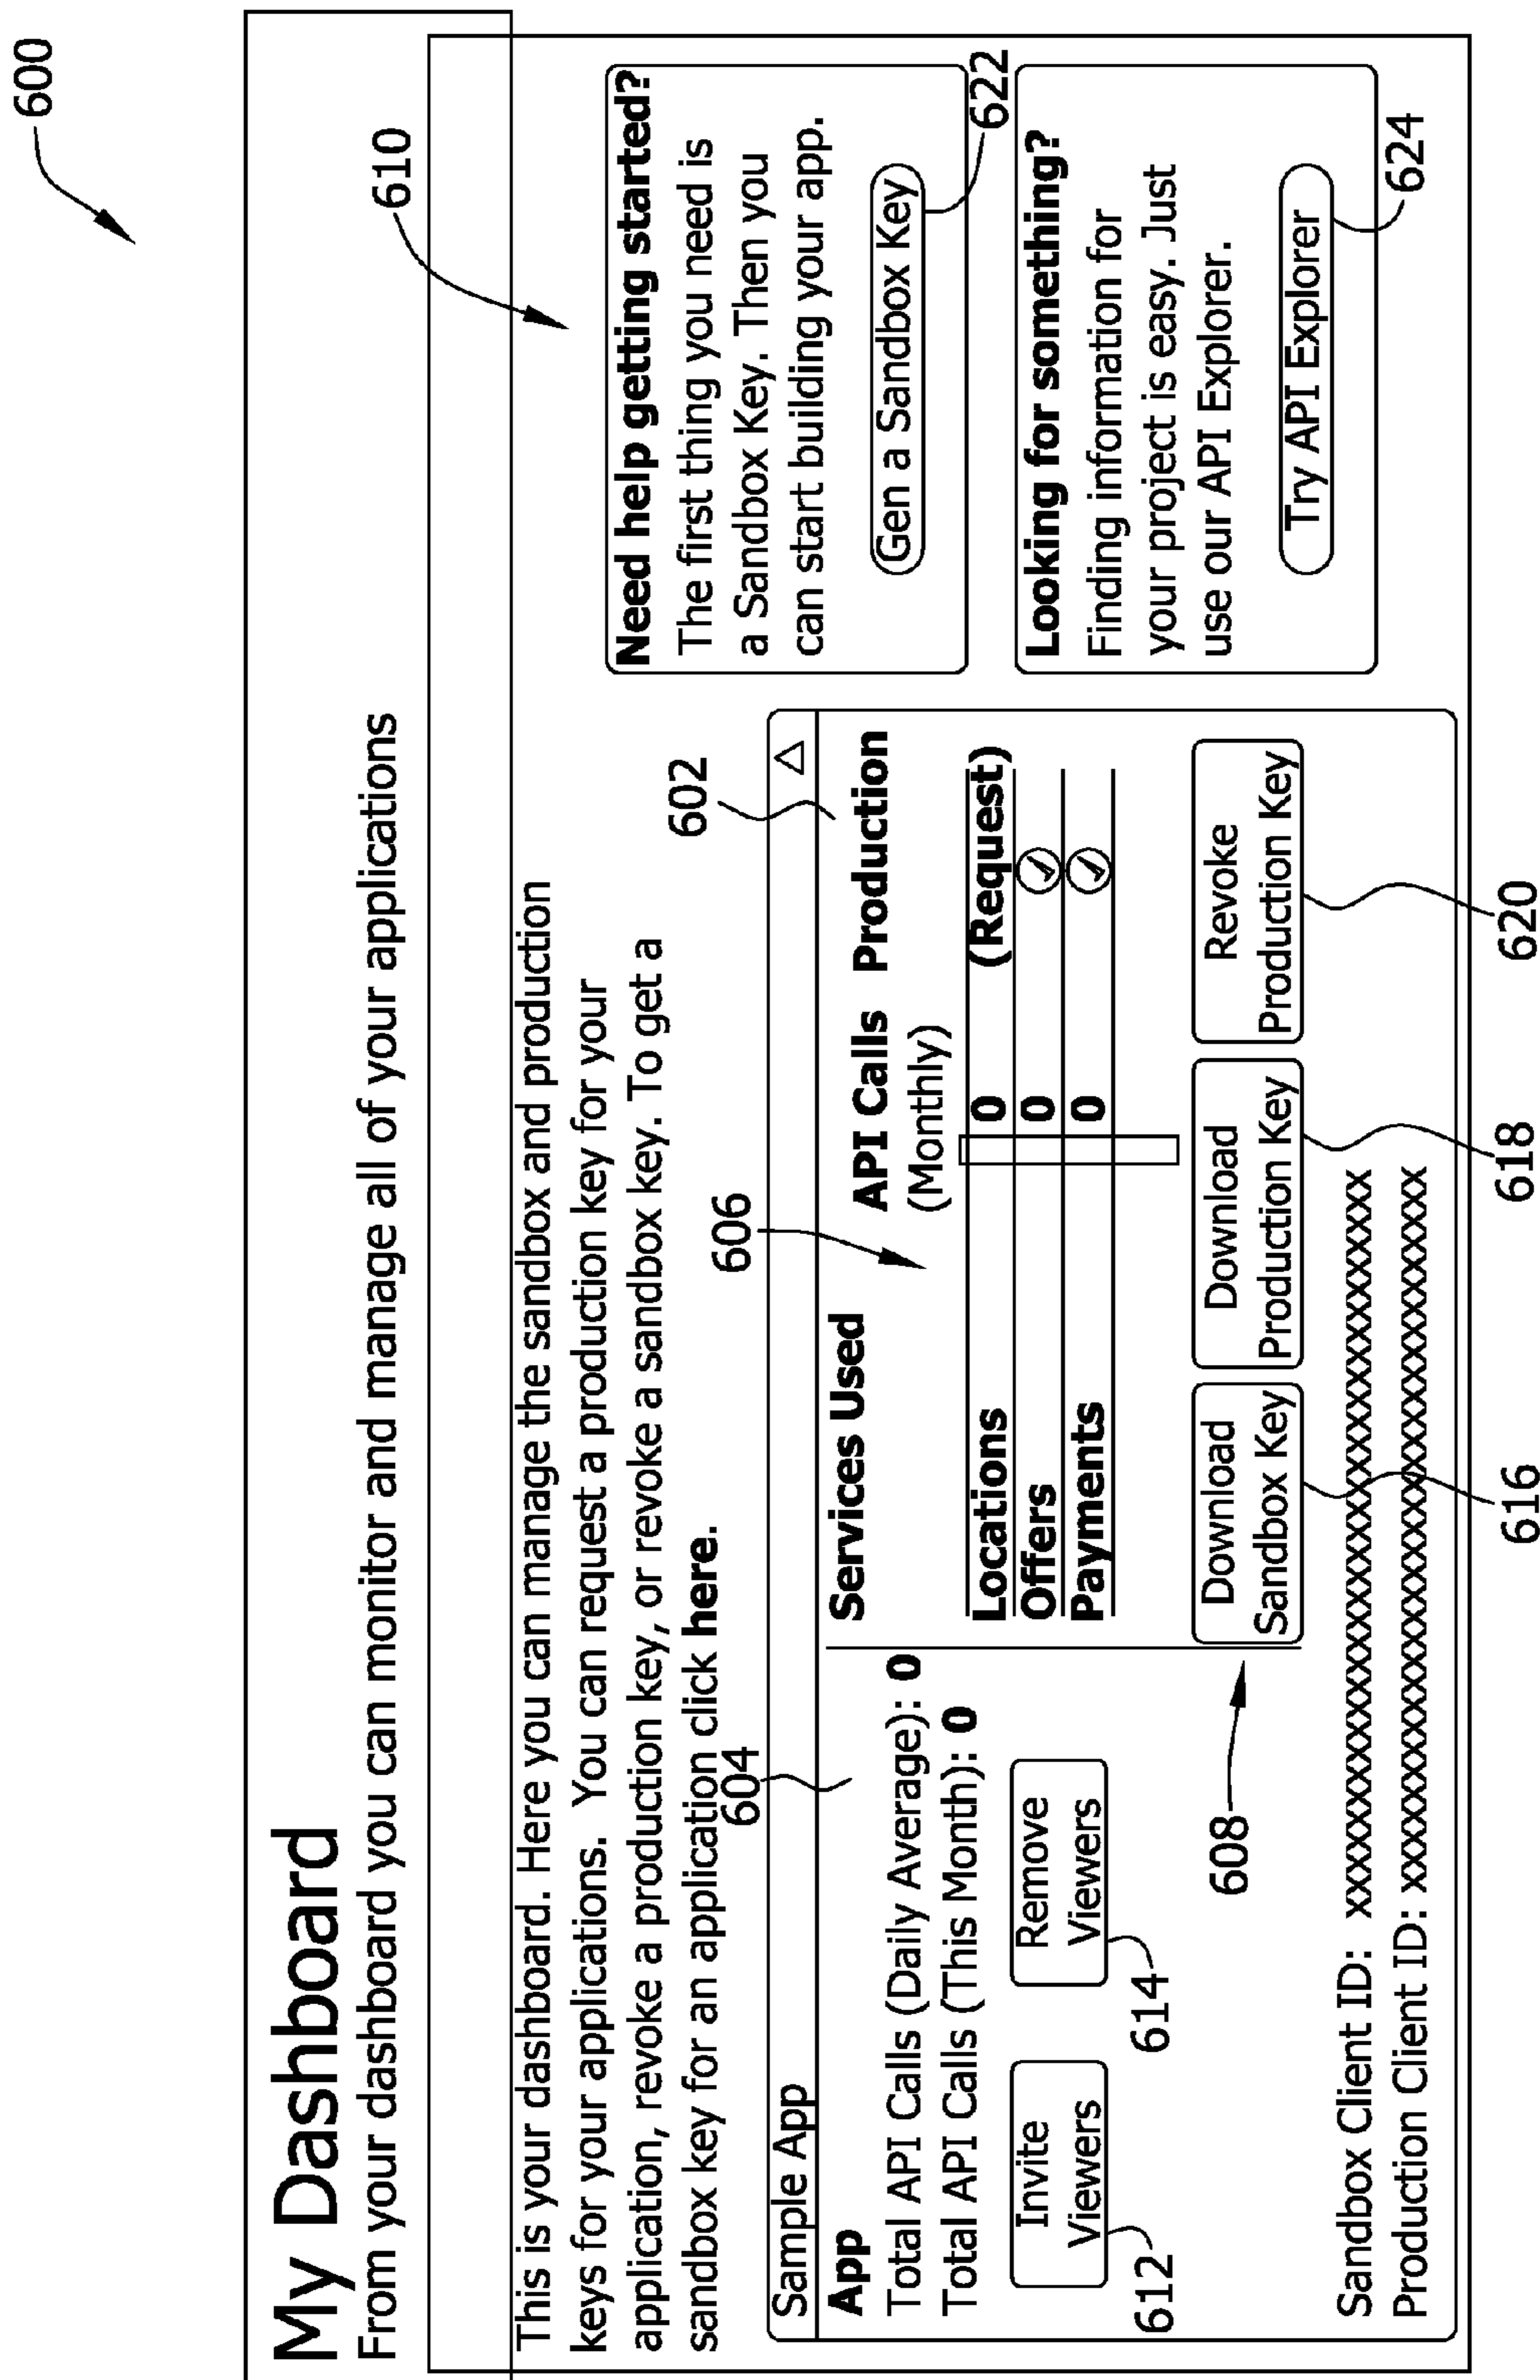 600
My Dashboard
From your dashboard you can monitor and manage all of your applications
610
This is your dashboard. Here you can manage the sandbox and production
keys for your applications. You can request a production key for your
application, revoke a production key, or revoke a sandbox key. To get a
sandbox key for an application click here.
Need help getting started?
The first thing you need is
a Sandbox Key. Then you
can start building your app.
Gen a Sandbox Key
622
Looking for something?
Finding information for
your project is easy. Just
use our API Explorer.
Try API Explorer
624
602
604
606
Sample App
App
Total API Calls (Daily Average): 0
Total API Calls (This Month): 0
Invite
Viewers
Remove
Viewers
612
614
608
Services Used
API Calls
(Monthly)
Production
Locations 0 (Request)
Offers 0
Payments 0
Download
Sandbox Key
Download
Production Key
Revoke
Production Key
Sandbox Client ID: xxxxxxxxxxxxxxxxxxxxxxxxxxxxxxxxxxxxxxxx
Production Client ID: xxxxxxxxxxxxxxxxxxxxxxxxxxxxxxxxxxxxxxxx
616
618
620